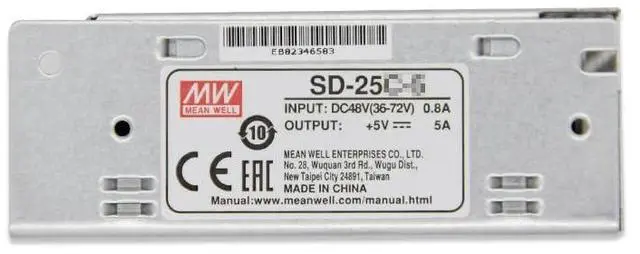 EB82346583
MW
MEAN WELL
SD-25
INPUT: DC48V(36-72V) 0.8A
OUTPUT: +5V 5A
10
MEAN WELL ENTERPRISES CO., LTD.
No. 28, Wuquan 3rd Rd., Wugu Dist.,
New Taipei City 24891, Taiwan
CE EAC
MADE IN CHINA
Manual:www.meanwell.com/manual.html